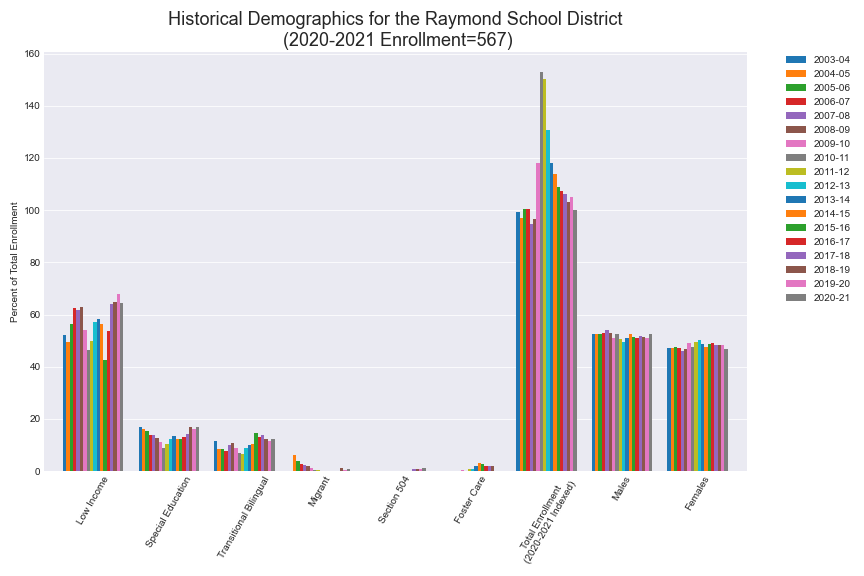 Historical Demographics for the Raymond School District
(2020-2021 Enrollment=567)
Percent of Total Enrollment
160
140
120
100
80
60
40
20
0
Low Income
Special Education
Transitional Bilingual
Migrant
Section 504
Foster Care
Total Enrollment
(2020-2021 Indexed)
Males
Females
2003-04
2004-05
2005-06
2006-07
2007-08
2008-09
2009-10
2010-11
2011-12
2012-13
2013-14
2014-15
2015-16
2016-17
2017-18
2018-19
2019-20
2020-21